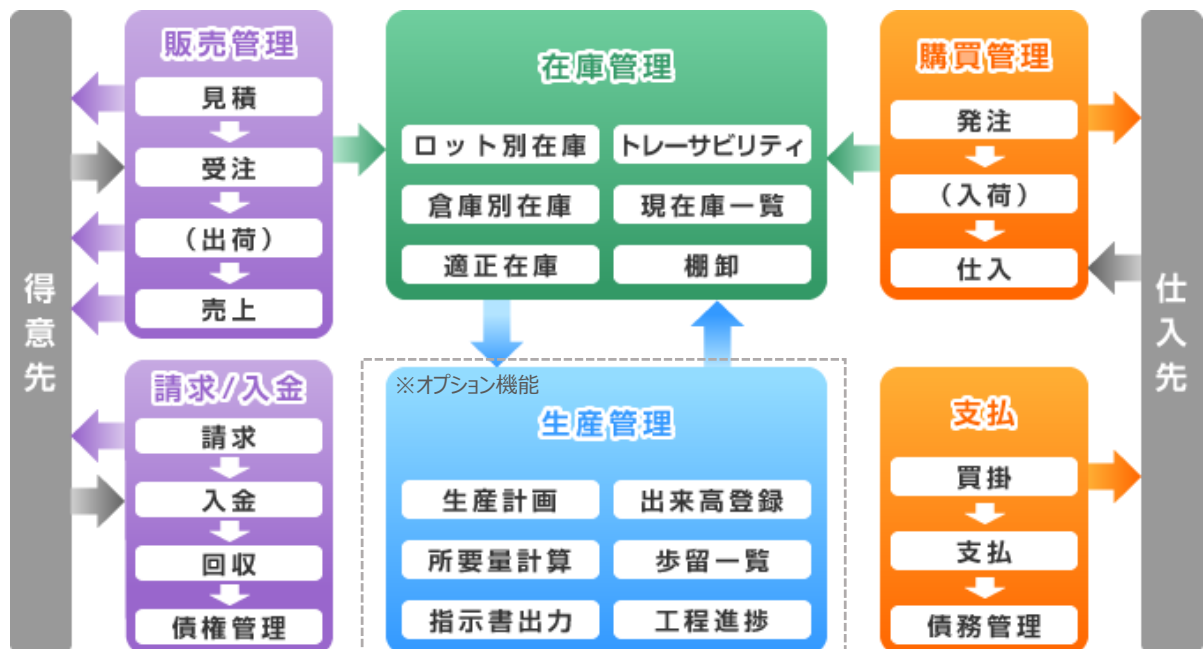 得意先
販売管理
見積
受注
（出荷）
売上
請求/入金
請求
入金
回収
債権管理
在庫管理
ロット別在庫
トレーサビリティ
倉庫別在庫
現在庫一覧
適正在庫
棚卸
※オプション機能
生産管理
生産計画
出来高登録
所要量計算
歩留一覧
指示書出力
工程進捗
購買管理
発注
（入荷）
仕入
支払
買掛
支払
債務管理
仕入先